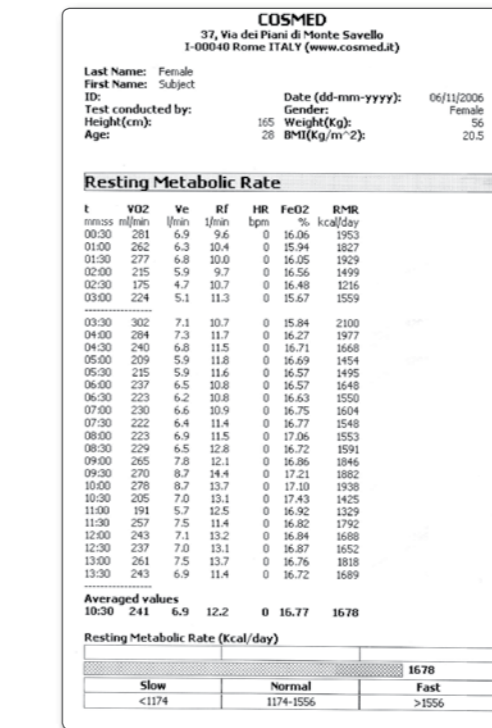 COSMED
37, Via dei Piani di Monte Savello
I-00040 Rome ITALY (www.cosmed.it)
Last Name: Female
First Name: Subject
ID: Date (dd-mm-yyyy): 06/11/2006
Test conducted by: Gender: Female
Height(cm): 165 Weight(Kg): 56
Age: 28 BMI(Kg/m^2): 20.5
Resting Metabolic Rate
t VO2 Ve Rf HR FeO2 RMR
mm:ss ml/min l/min 1/min bpm % kcal/day
00:30 281 6.9 9.6 0 16.06 1953
01:00 262 6.3 10.4 0 15.94 1827
01:30 277 6.8 10.0 0 16.05 1929
02:00 215 5.9 9.7 0 16.56 1499
02:30 175 4.7 10.7 0 16.48 1216
03:00 224 5.1 11.3 0 15.67 1559
------------------
03:30 302 7.1 10.7 0 15.84 2100
04:00 284 7.3 11.7 0 16.27 1977
04:30 240 6.8 11.5 0 16.71 1668
05:00 209 5.9 11.8 0 16.69 1454
05:30 215 5.9 11.6 0 16.57 1495
06:00 237 6.5 10.8 0 16.57 1648
06:30 223 6.2 10.8 0 16.63 1550
07:00 230 6.6 10.9 0 16.75 1604
07:30 222 6.4 11.4 0 16.77 1548
08:00 223 6.9 11.5 0 17.06 1553
08:30 229 6.5 12.8 0 16.72 1591
09:00 265 7.8 12.1 0 16.86 1846
09:30 270 8.7 14.4 0 17.21 1882
10:00 278 8.7 13.7 0 17.10 1938
10:30 205 7.0 13.1 0 17.43 1425
11:00 191 5.7 12.5 0 16.92 1329
11:30 257 7.5 11.4 0 16.82 1792
12:00 243 7.1 13.2 0 16.84 1688
12:30 237 7.0 13.1 0 16.87 1652
13:00 261 7.5 13.7 0 16.76 1818
13:30 243 6.9 11.4 0 16.72 1689
------------------
Averaged values
10:30 241 6.9 12.2 0 16.77 1678
Resting Metabolic Rate (Kcal/day)
1678
Slow Normal Fast
<1174 1174-1556 >1556